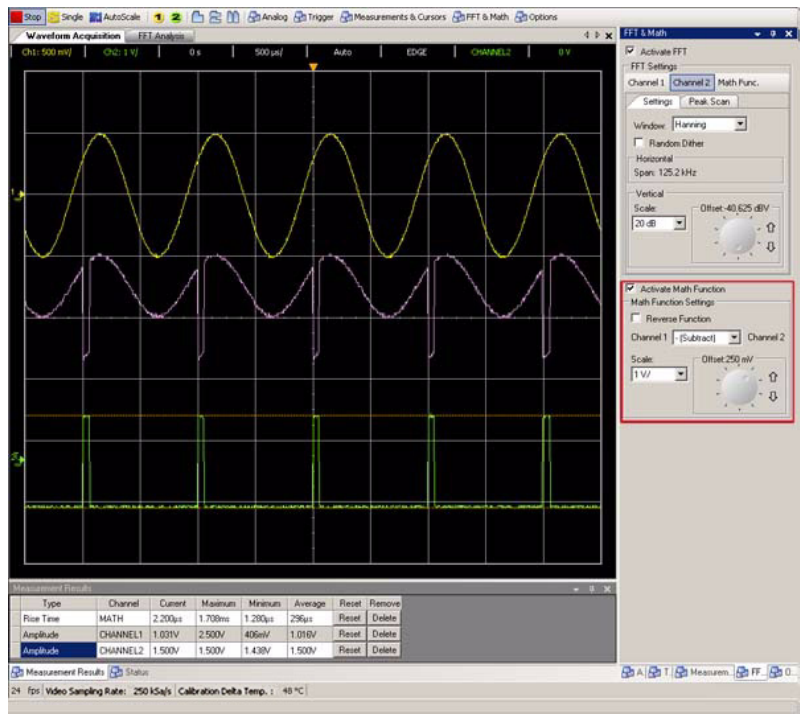 Stop Single AutoScale 1 2 Analog Trigger Measurements & Cursors FFT & Math Options
Waveform Acquisition FFT Analysis
Ch1: 500 mV/ Ch2: 1 V/ 0 s 500 µs/ Auto EDGE CHANNEL2 0 V
FFT & Math
Activate FFT
FFT Settings
Channel 1 Channel 2 Math Func.
Settings Peak Scan
Window: Hanning
Random Dither
Horizontal
Span: 125.2 kHz
Vertical
Scale: Offset:-40.625 dBV
20 dB
Activate Math Function
Math Function Settings
Reverse Function
Channel 1 - (Subtract) Channel 2
Scale: Offset:250 mV
1 V/
Measurement Results
Type Channel Current Maximum Minimum Average Reset Remove
Rise Time MATH 2.200µs 1.708ms 1.280µs 296µs Reset Delete
Amplitude CHANNEL1 1.031V 2.500V 406mV 1.016V Reset Delete
Amplitude CHANNEL2 1.500V 1.500V 1.438V 1.500V Reset Delete
Measurement Results Status
A T Measurem... FF... O...
24 fps Video Sampling Rate: 250 kSa/s Calibration Delta Temp. : 48 °C